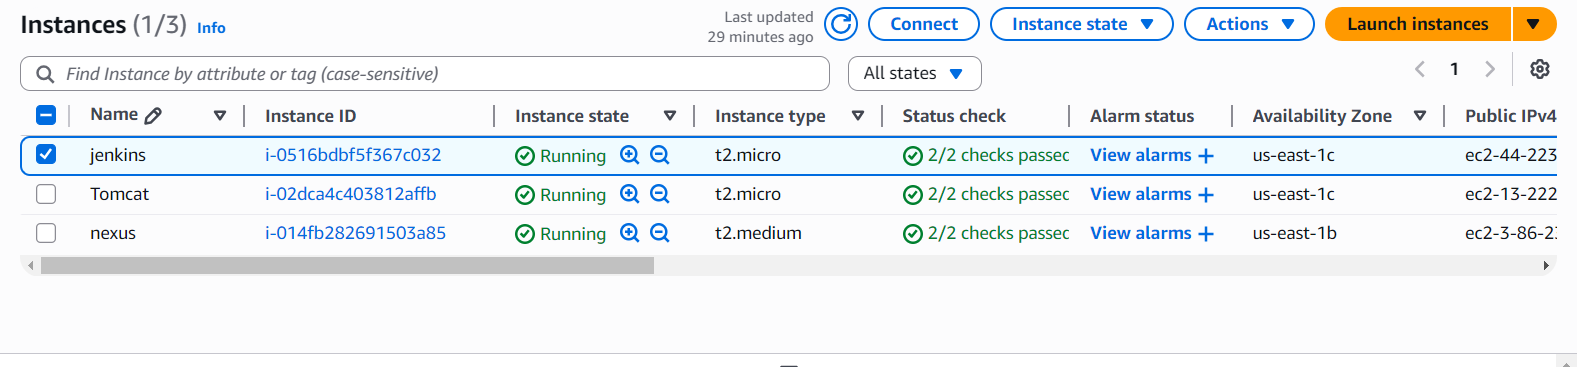 Instances (1/3) Info
Last updated
29 minutes ago
Connect
Instance state
Actions
Launch instances
Find Instance by attribute or tag (case-sensitive)
All states
1
Name Instance ID Instance state Instance type Status check Alarm status Availability Zone Public IPv4
jenkins i-0516bdbf5f367c032 Running t2.micro 2/2 checks passec View alarms + us-east-1c ec2-44-223
Tomcat i-02dca4c403812affb Running t2.micro 2/2 checks passec View alarms + us-east-1c ec2-13-222
nexus i-014fb282691503a85 Running t2.medium 2/2 checks passec View alarms + us-east-1b ec2-3-86-23